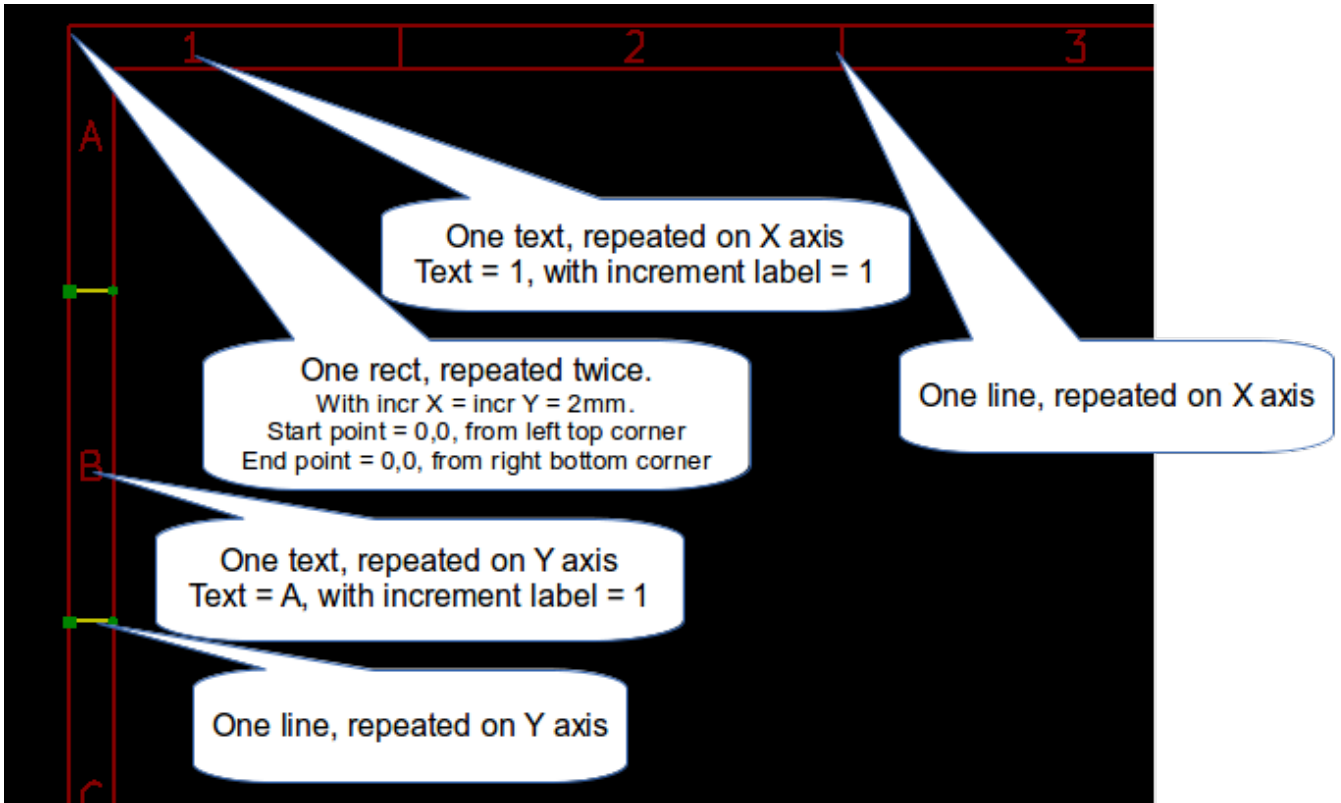 1
2
3
A
One text, repeated on X axis
Text = 1, with increment label = 1
One rect, repeated twice.
With incr X = incr Y = 2mm.
Start point = 0,0, from left top corner
End point = 0,0, from right bottom corner
One line, repeated on X axis
B
One text, repeated on Y axis
Text = A, with increment label = 1
One line, repeated on Y axis
C